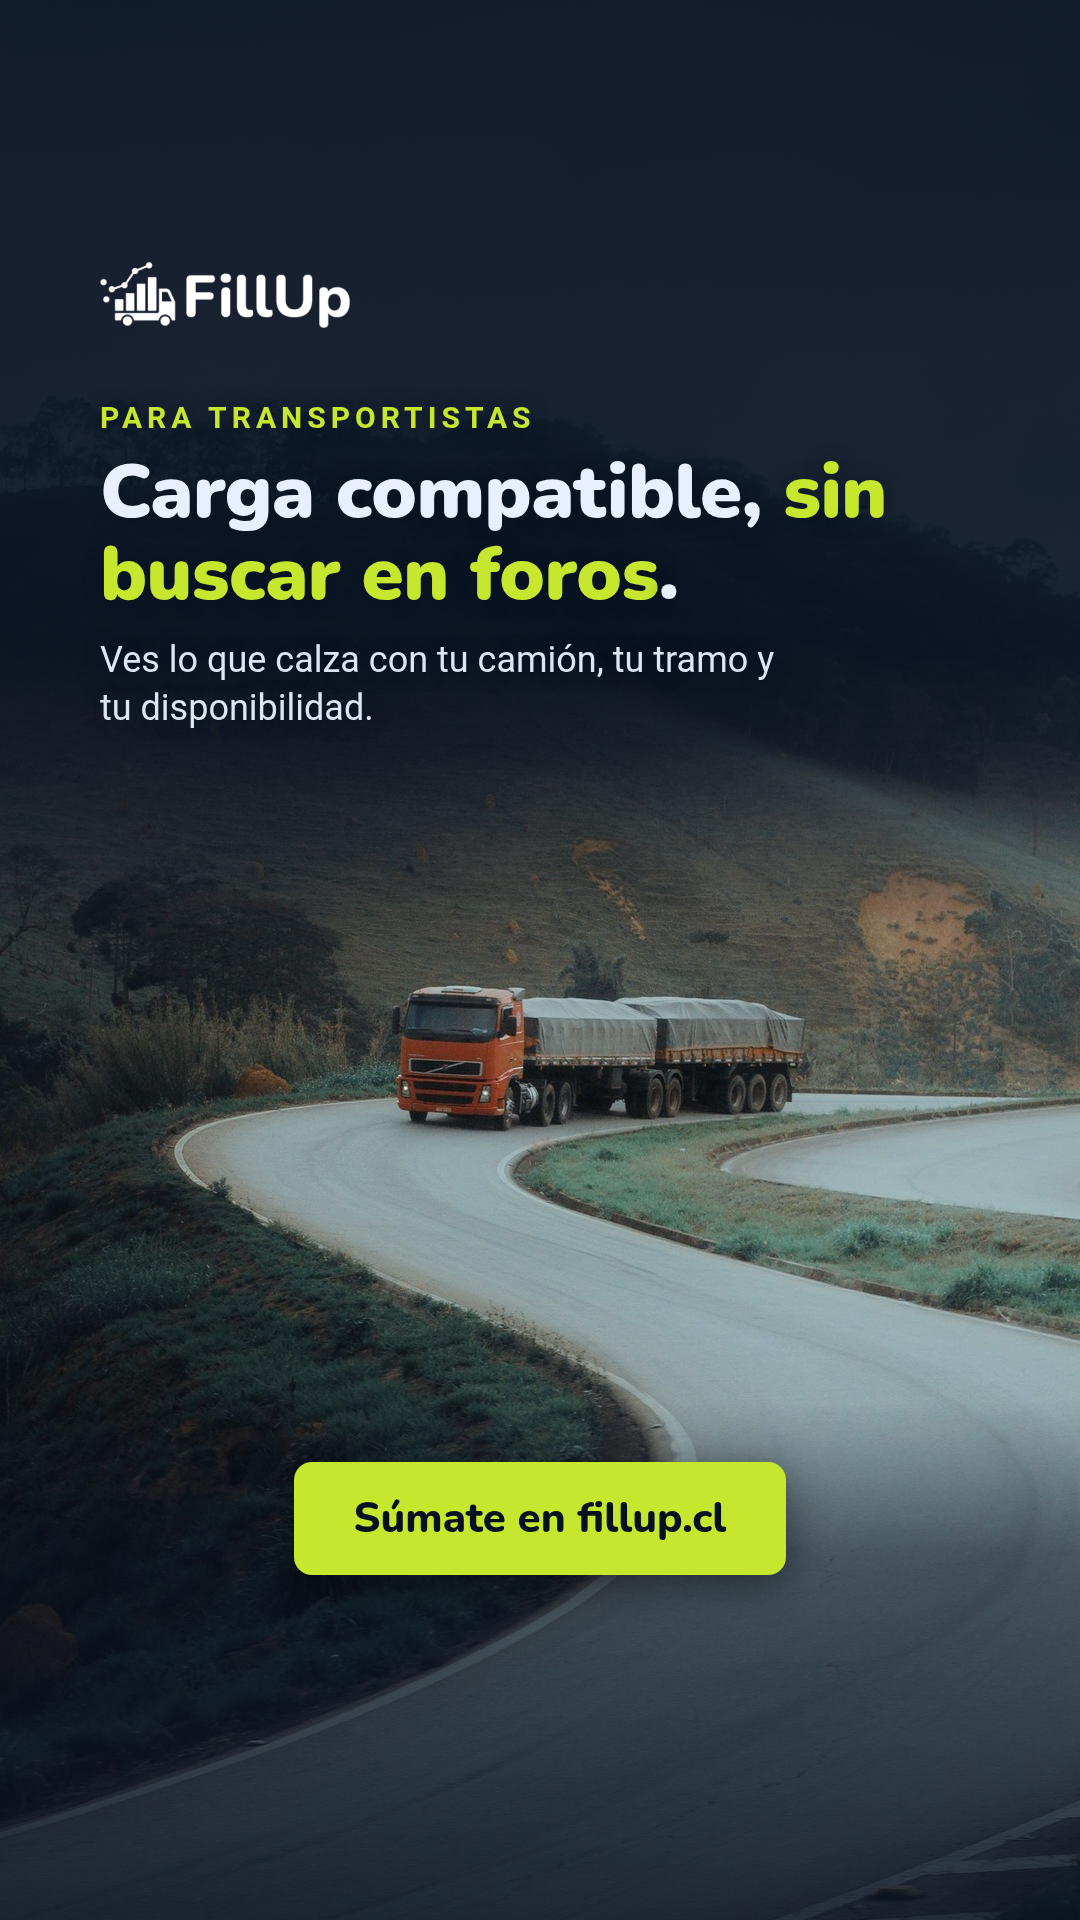 FillUp
PARA TRANSPORTISTAS
Carga compatible, sin
buscar en foros.
Ves lo que calza con tu camión, tu tramo y
tu disponibilidad.
Súmate en fillup.cl